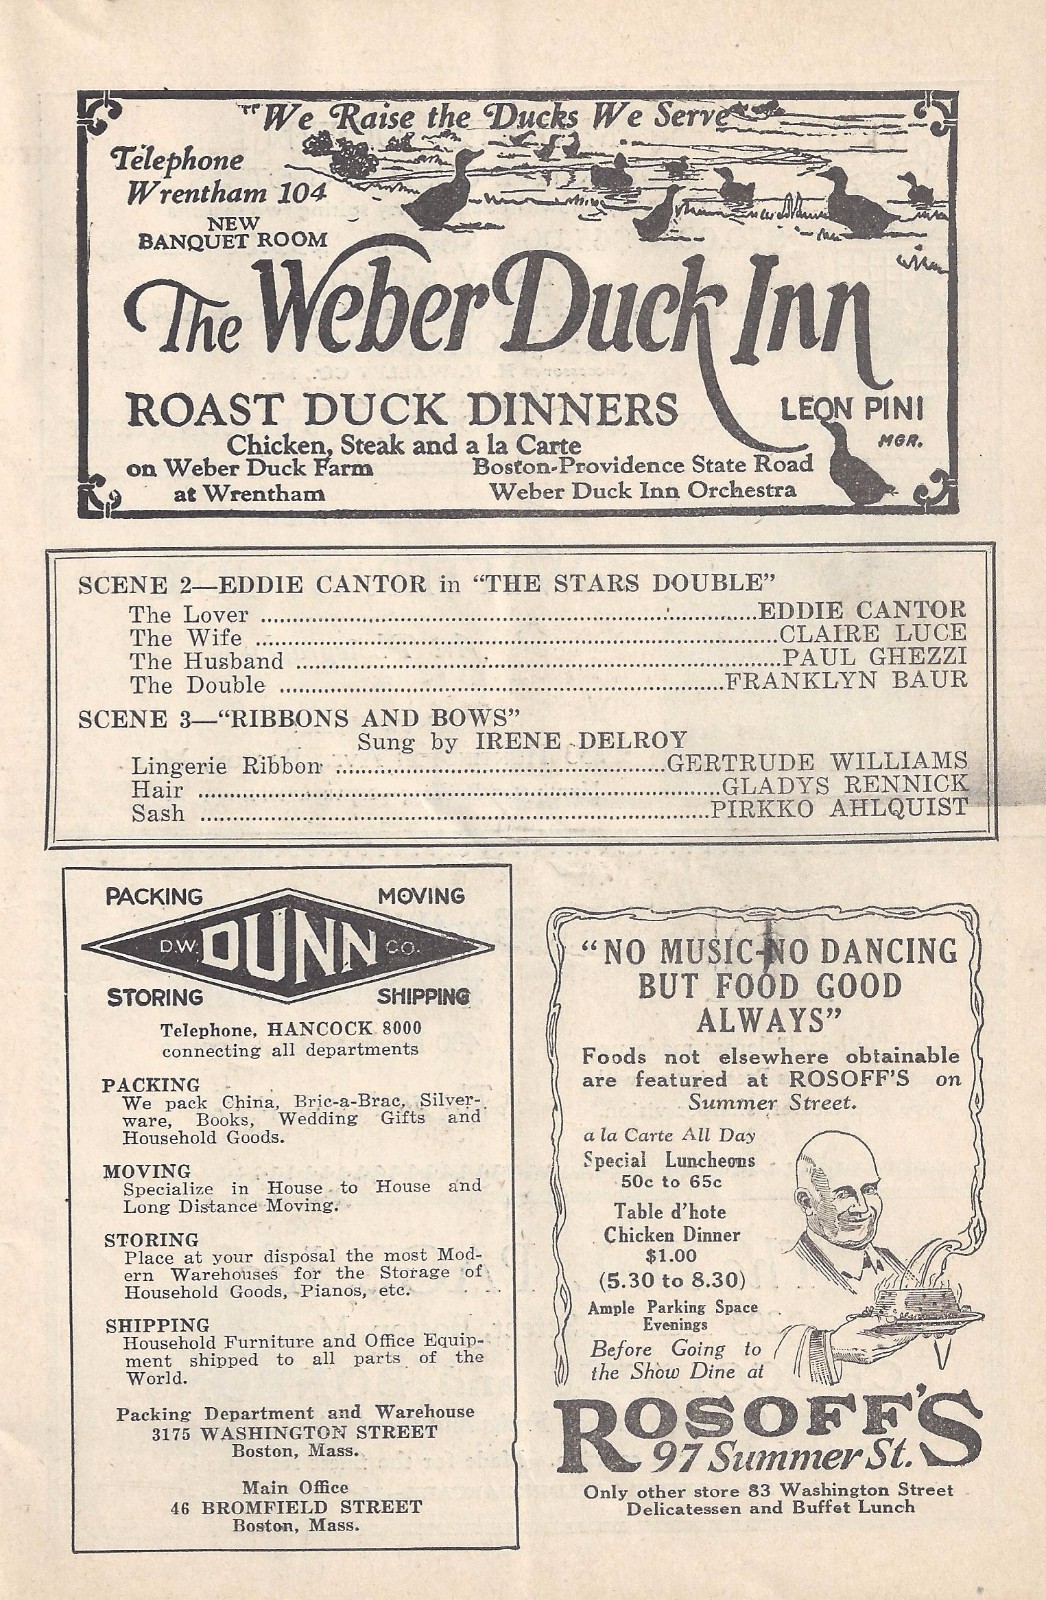 "We Raise the Ducks We Serve"
Telephone
Wrentham 104
NEW
BANQUET ROOM
The Weber Duck Inn
ROAST DUCK DINNERS
LEON PINI
MGR.
Chicken, Steak and a la Carte
on Weber Duck Farm
at Wrentham
Boston-Providence State Road
Weber Duck Inn Orchestra
SCENE 2—EDDIE CANTOR in "THE STARS DOUBLE"
The Lover ........................................EDDIE CANTOR
The Wife ........................................CLAIRE LUCE
The Husband ........................................PAUL GHEZZI
The Double ........................................FRANKLYN BAUR
SCENE 3—"RIBBONS AND BOWS"
Sung by IRENE DELROY
Lingerie Ribbon ........................................GERTRUDE WILLIAMS
Hair ........................................GLADYS RENNICK
Sash ........................................PIRKKO AHLQUIST
PACKING MOVING
D.W. DUNN CO.
STORING SHIPPING
Telephone, HANCOCK 8000
connecting all departments
PACKING
We pack China, Bric-a-Brac, Silver-
ware, Books, Wedding Gifts and
Household Goods.
MOVING
Specialize in House to House and
Long Distance Moving.
STORING
Place at your disposal the most Mod-
ern Warehouses for the Storage of
Household Goods, Pianos, etc.
SHIPPING
Household Furniture and Office Equip-
ment shipped to all parts of the
World.
Packing Department and Warehouse
3175 WASHINGTON STREET
Boston, Mass.
Main Office
46 BROMFIELD STREET
Boston, Mass.
"NO MUSIC-NO DANCING
BUT FOOD GOOD
ALWAYS"
Foods not elsewhere obtainable
are featured at ROSOFF'S on
Summer Street.
a la Carte All Day
Special Luncheons
50c to 65c
Table d'hote
Chicken Dinner
$1.00
(5.30 to 8.30)
Ample Parking Space
Evenings
Before Going to
the Show Dine at
ROSOFF'S
97 Summer St.
Only other store 83 Washington Street
Delicatessen and Buffet Lunch